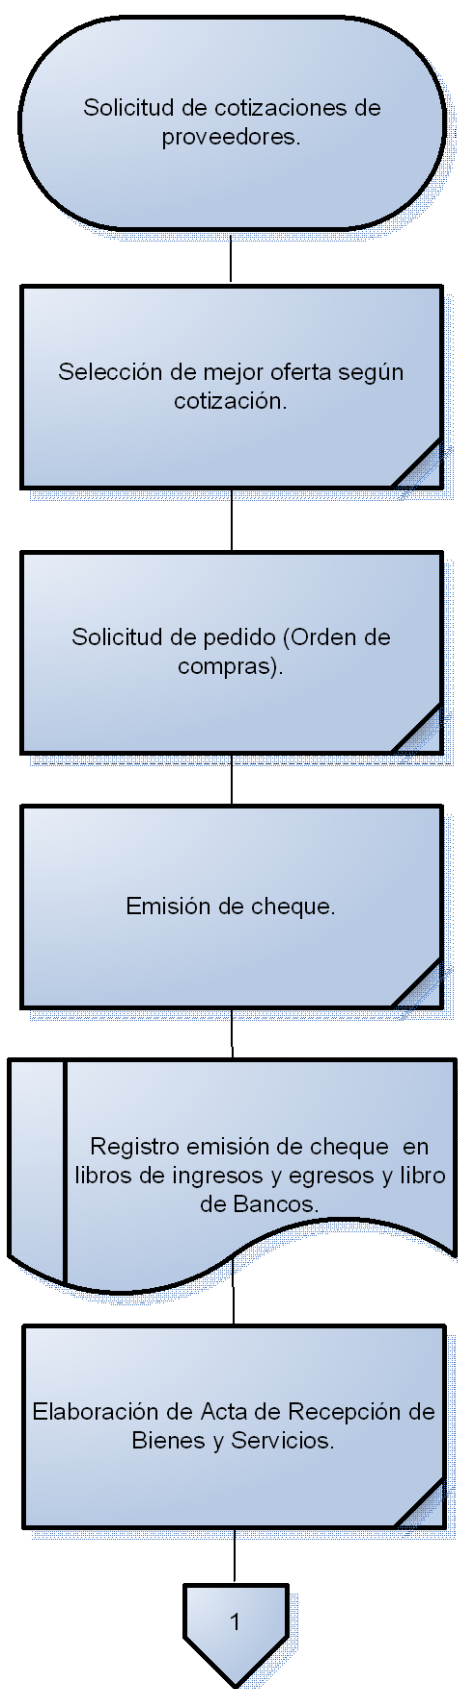 Solicitud de cotizaciones de
proveedores.
Selección de mejor oferta según
cotización.
Solicitud de pedido (Orden de
compras).
Emisión de cheque.
Registro emisión de cheque  en
libros de ingresos y egresos y libro
de Bancos.
Elaboración de Acta de Recepción de
Bienes y Servicios.
1